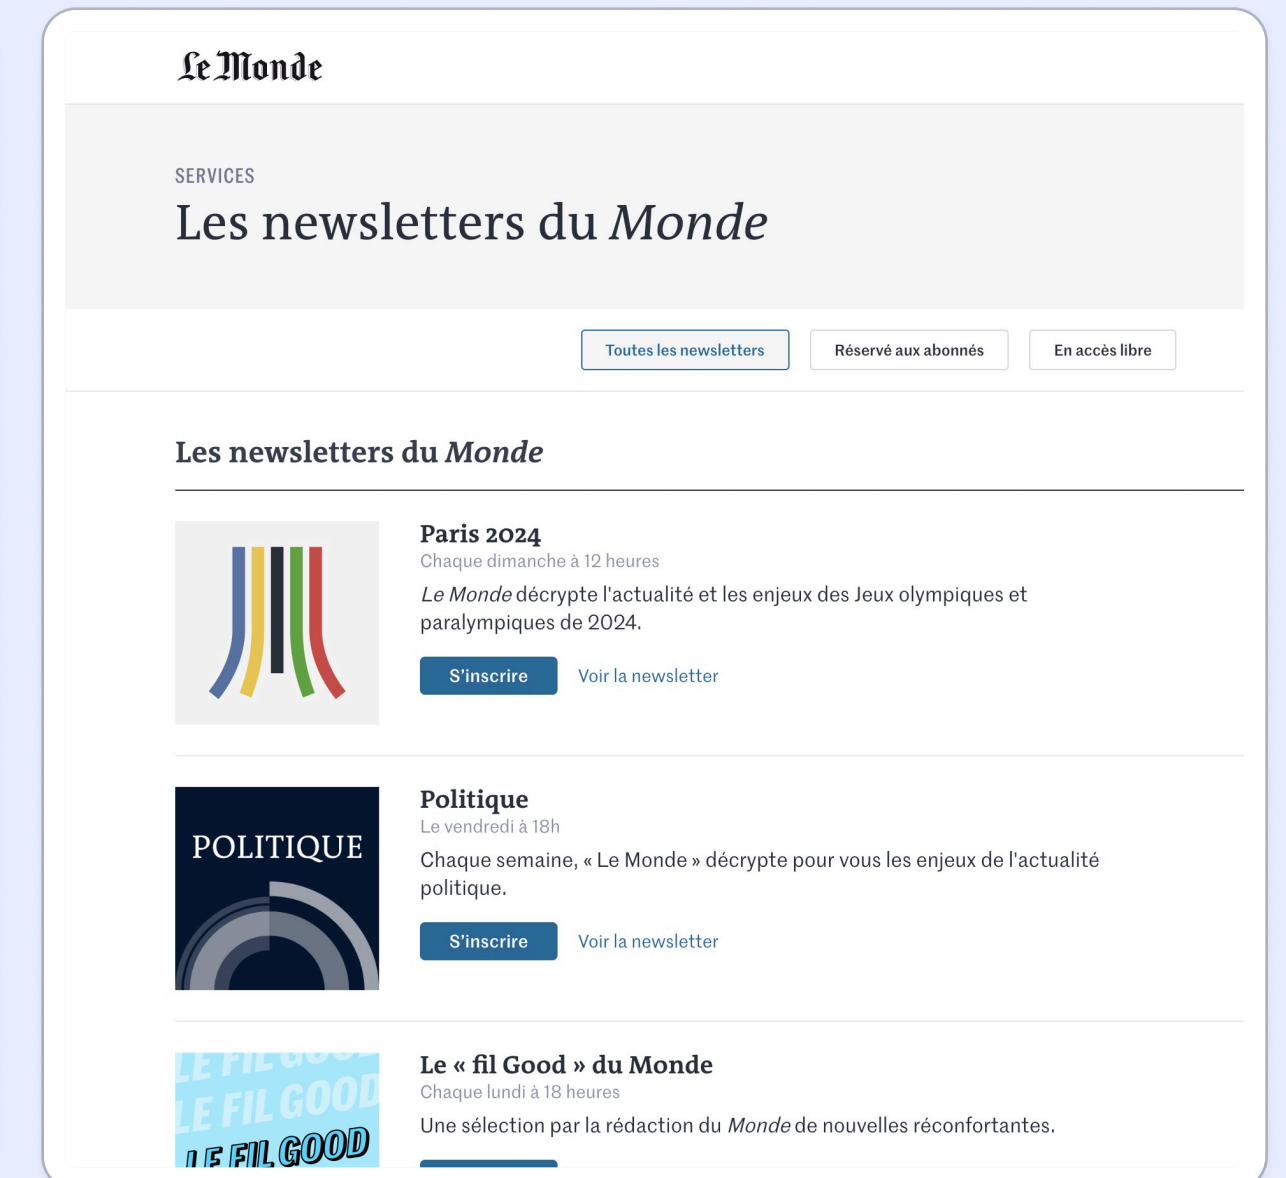 Le Monde
SERVICES
Les newsletters du Monde
Toutes les newsletters
Réservé aux abonnés
En accès libre
Les newsletters du Monde
Paris 2024
Chaque dimanche à 12 heures
Le Monde décrypte l'actualité et les enjeux des Jeux olympiques et
paralympiques de 2024.
S’inscrire
Voir la newsletter
POLITIQUE
Politique
Le vendredi à 18h
Chaque semaine, « Le Monde » décrypte pour vous les enjeux de l'actualité
politique.
S’inscrire
Voir la newsletter
LE FIL GOOD
LE FIL GOOD
LE FIL GOOD
Le « fil Good » du Monde
Chaque lundi à 18 heures
Une sélection par la rédaction du Monde de nouvelles réconfortantes.